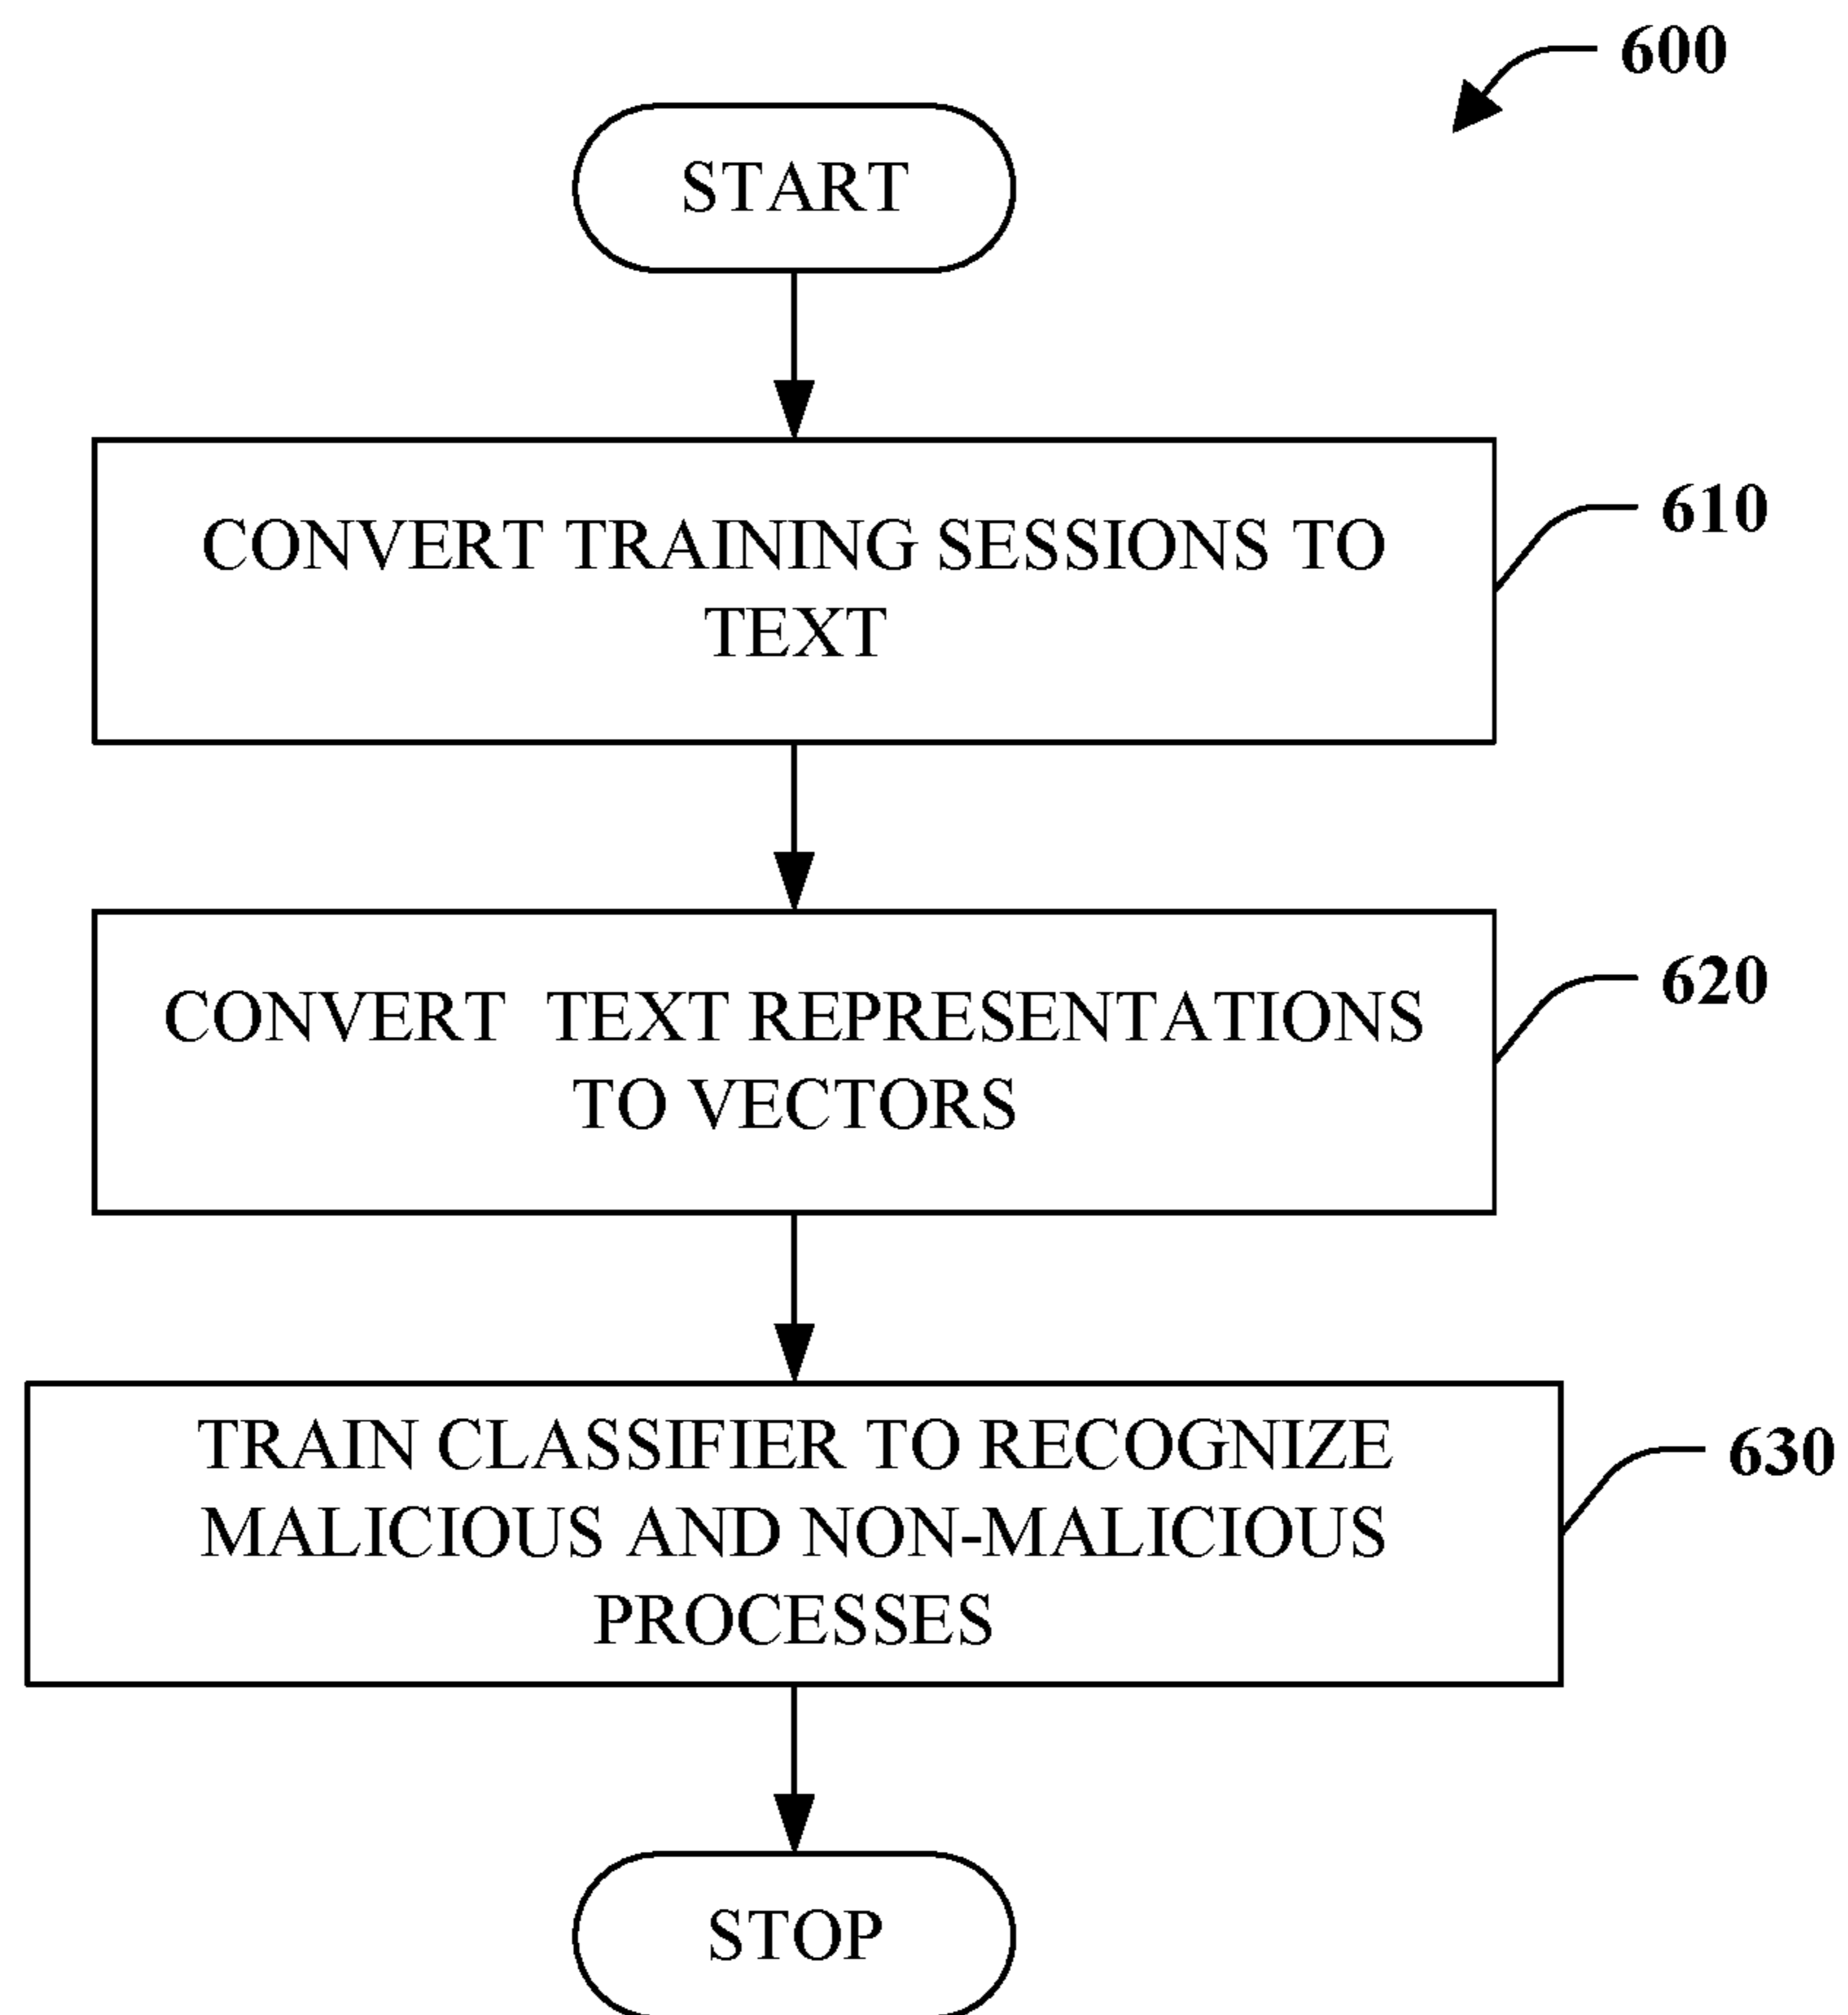 600
START
CONVERT TRAINING SESSIONS TO
TEXT
610
CONVERT TEXT REPRESENTATIONS
TO VECTORS
620
TRAIN CLASSIFIER TO RECOGNIZE
MALICIOUS AND NON-MALICIOUS
PROCESSES
630
STOP